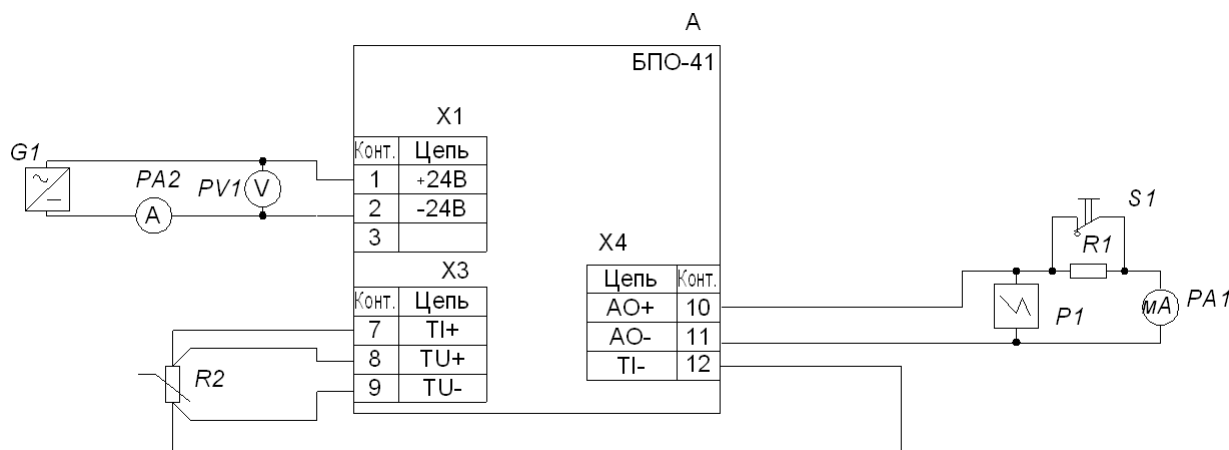 A
БПО-41
X1
Конт. Цепь
1 +24В
2 -24В
3
G1
PA2
A
PV1
V
X3
Конт. Цепь
7 TI+
8 TU+
9 TU-
R2
X4
Цепь Конт.
AO+ 10
AO- 11
TI- 12
S1
R1
P1
мА
PA1